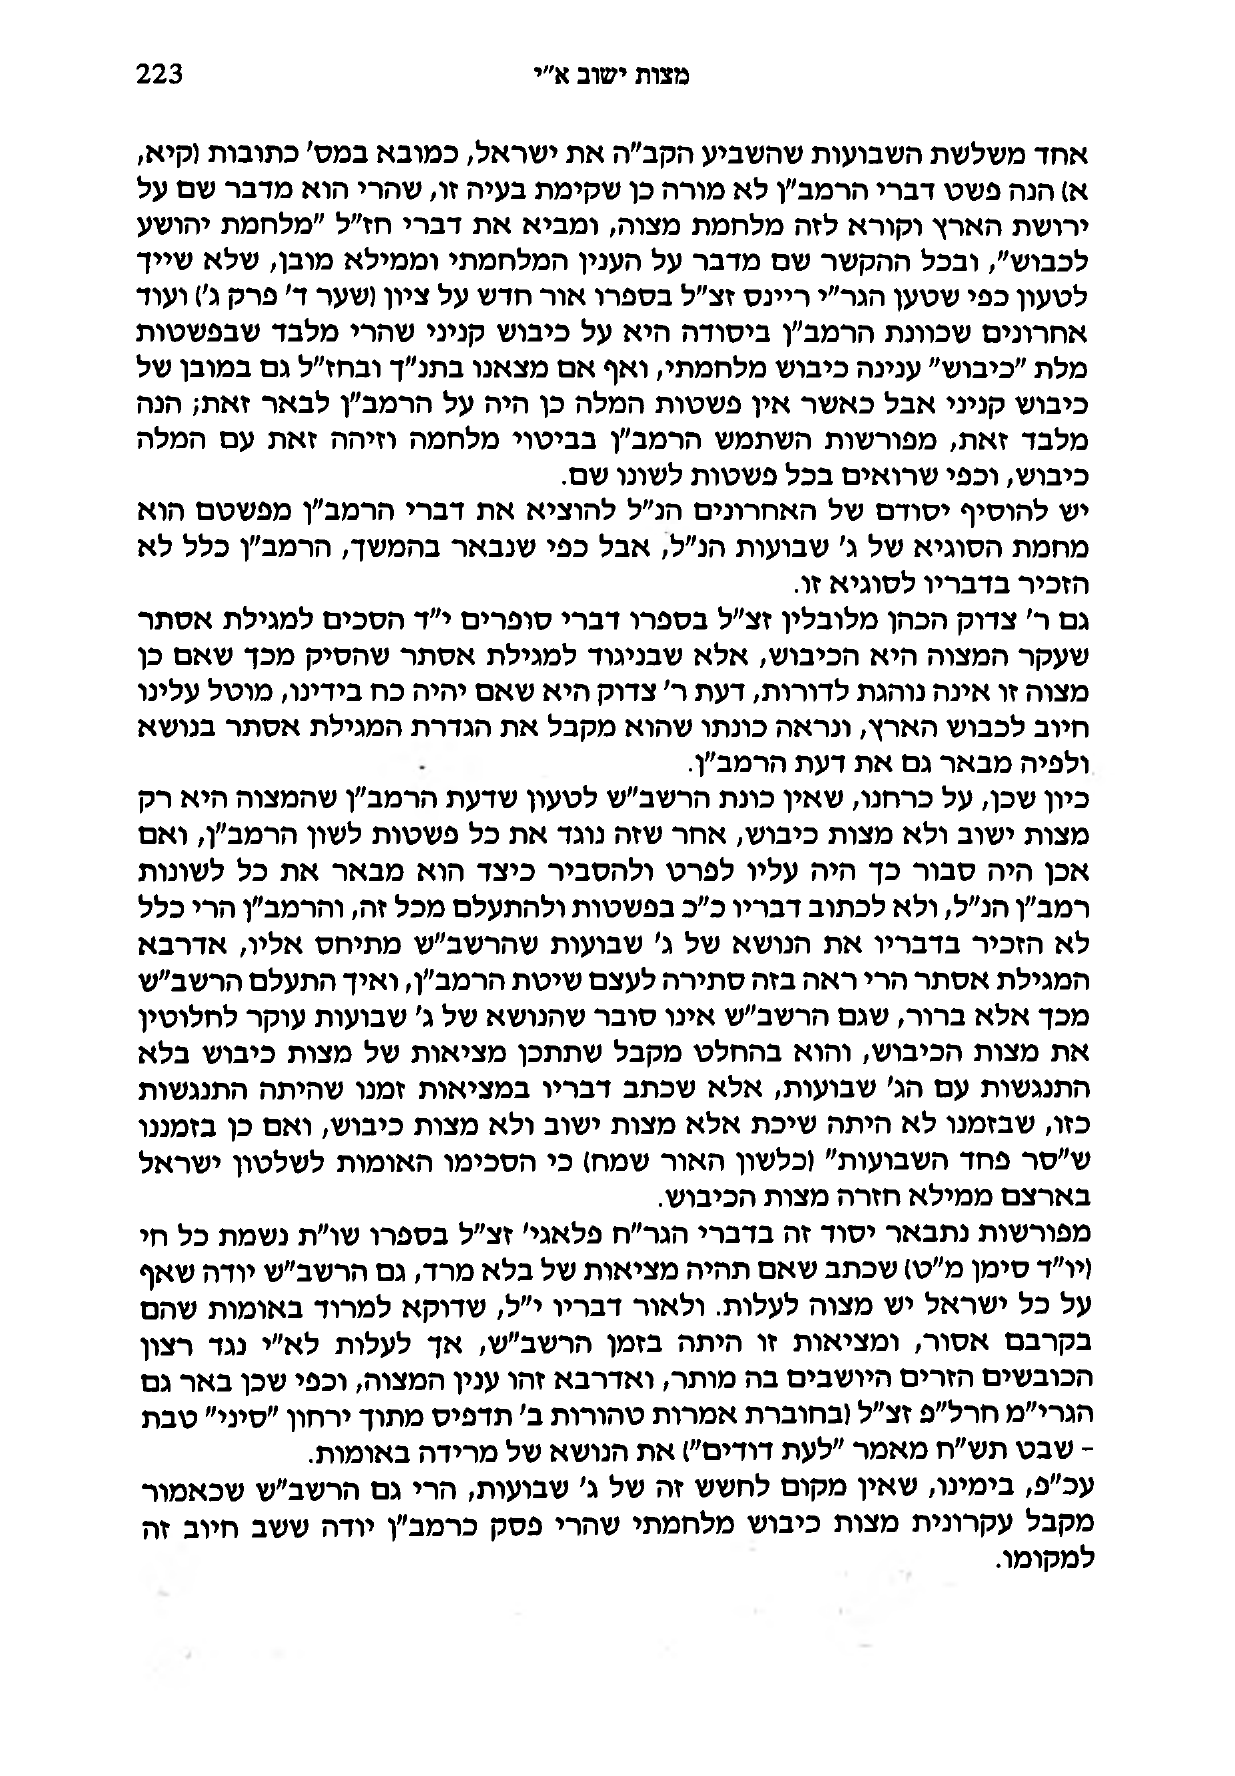 מצות ישוב א״י
223
אחד משלשת השבועות שהשביע הקב״ה את ישראל, כמובא במס׳ כתובות (קיא,
א) הנה פשט דברי הרמב״ן לא מורה כן שקימת בעיה זו, שהרי הוא מדבר שם על
ירושת הארץ וקורא לזה מלחמת מצוה, ומביא את דברי חז״ל ״מלחמת יהושע
לכבוש״, ובכל ההקשר שם מדבר על הענין המלחמתי וממילא מובן, שלא שייך
לטעון כפי שטען הגר״י ריינס זצ״ל בספרו אור חדש על ציון (שער ד׳ פרק ג׳) ועוד
אחרונים שכוונת הרמב״ן ביסודה היא על כיבוש קניני שהרי מלבד שבפשטות
מלת ״כיבוש״ ענינה כיבוש מלחמתי, ואף אם מצאנו בתנ״ך ובחז״ל גם במובן של
כיבוש קניני אבל כאשר אין פשטות המלה כן היה על הרמב״ן לבאר זאת; הנה
מלבד זאת, מפורשות השתמש הרמב״ן בביטוי מלחמה וזיהה זאת עם המלה
כיבוש, וכפי שרואים בכל פשטות לשונו שם.
יש להוסיף יסודם של האחרונים הנ״ל להוציא את דברי הרמב״ן מפשטם הוא
מחמת הסוגיא של ג׳ שבועות הנ״ל, אבל כפי שנבאר בהמשך, הרמב״ן כלל לא
הזכיר בדבריו לסוגיא זו.
גם ר׳ צדוק הכהן מלובלין זצ״ל בספרו דברי סופרים י״ד הסכים למגילת אסתר
שעקר המצוה היא הכיבוש, אלא שבניגוד למגילת אסתר שהסיק מכך שאם כן
מצוה זו אינה נוהגת לדורות, דעת ר׳ צדוק היא שאם יהיה כח בידינו, מוטל עלינו
חיוב לכבוש הארץ, ונראה כונתו שהוא מקבל את הגדרת המגילת אסתר בנושא
ולפיה מבאר גם את דעת הרמב״ן.
כיון שכן, על כרחנו, שאין כונת הרשב״ש לטעון שדעת הרמב״ן שהמצוה היא רק
מצות ישוב ולא מצות כיבוש, אחר שזה נוגד את כל פשטות לשון הרמב״ן, ואם
אכן היה סבור כך היה עליו לפרט ולהסביר כיצד הוא מבאר את כל לשונות
רמב״ן הנ״ל, ולא לכתוב דבריו כ״כ בפשטות ולהתעלם מכל זה, והרמב״ן הרי כלל
לא הזכיר בדבריו את הנושא של ג׳ שבועות שהרשב״ש מתיחס אליו, אדרבא
המגילת אסתר הרי ראה בזה סתירה לעצם שיטת הרמב״ן, ואיך התעלם הרשב״ש
מכך אלא ברור, שגם הרשב״ש אינו סובר שהנושא של ג׳ שבועות עוקר לחלוטין
את מצות הכיבוש, והוא בהחלט מקבל שתתכן מציאות של מצות כיבוש בלא
התנגשות עם הג׳ שבועות, אלא שכתב דבריו במציאות זמנו שהיתה התנגשות
כזו, שבזמנו לא היתה שיכת אלא מצות ישוב ולא מצות כיבוש, ואם כן בזמננו
ש״סר פחד השבועות״ (כלשון האור שמח) כי הסכימו האומות לשלטון ישראל
בארצם ממילא חזרה מצות הכיבוש.
מפורשות נתבאר יסוד זה בדברי הגר״ח פלאגי׳ זצ״ל בספרו שו״ת נשמת כל חי
(יו״ד סימן מ״ט) שכתב שאם תהיה מציאות של בלא מרד, גם הרשב״ש יודה שאף
על כל ישראל יש מצוה לעלות. ולאור דבריו י״ל, שדוקא למרוד באומות שהם
בקרבם אסור, ומציאות זו היתה בזמן הרשב״ש, אך לעלות לא״י נגד רצון
הכובשים הזרים היושבים בה מותר, ואדרבא זהו ענין המצוה, וכפי שכן באר גם
הגרי״מ חרל״פ זצ״ל (בחוברת אמרות טהורות ב׳ תדפיס מתוך ירחון ״סיני״ טבת
– שבט תש״ח מאמר ״לעת דודים״) את הנושא של מרידה באומות.
עכ״פ, בימינו, שאין מקום לחשש זה של ג׳ שבועות, הרי גם הרשב״ש שכאמור
מקבל עקרונית מצות כיבוש מלחמתי שהרי פסק כרמב״ן יודה ששב חיוב זה
למקומו.